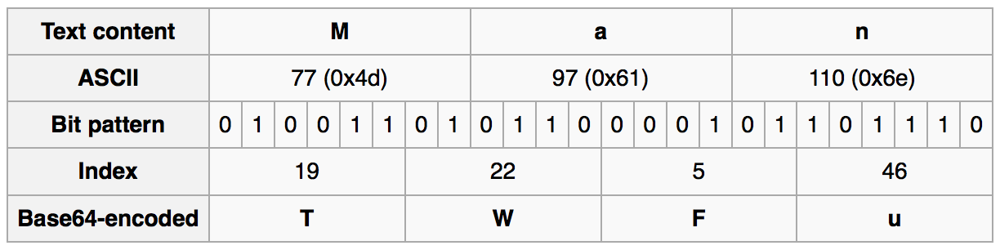 Text content M a n
ASCII 77 (0x4d) 97 (0x61) 110 (0x6e)
Bit pattern 0 1 0 0 1 1 0 1 0 1 1 0 0 0 0 1 0 1 1 0 1 1 1 0
Index 19 22 5 46
Base64-encoded T W F u